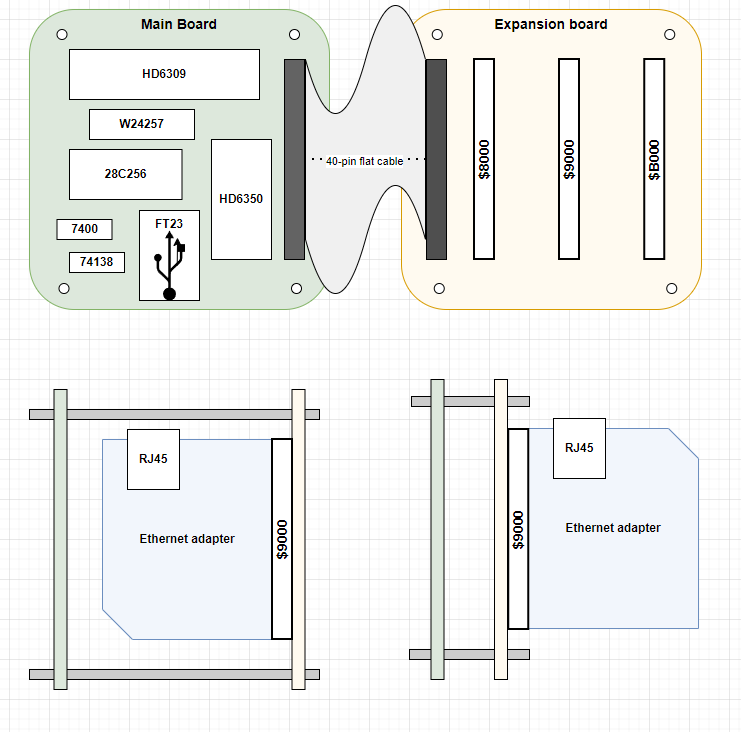 Main Board
Expansion board
HD6309
W24257
28C256
HD6350
7400
74138
FT23
40-pin flat cable
$8000
$9000
$B000
RJ45
Ethernet adapter
$9000
RJ45
Ethernet adapter
$9000